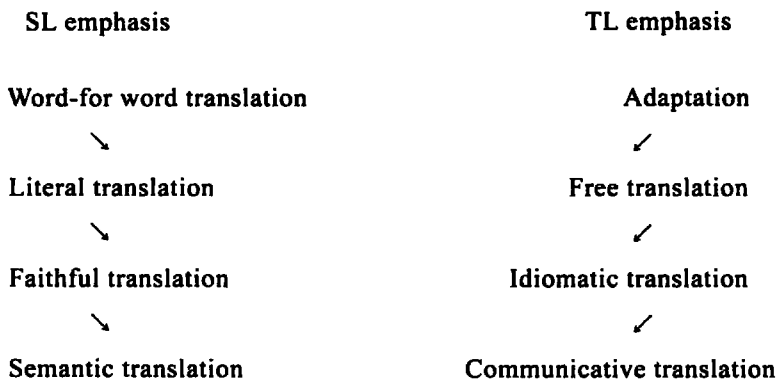 SL emphasis TL emphasis
Word-for word translation Adaptation
↘ ↙
Literal translation Free translation
↘ ↙
Faithful translation Idiomatic translation
↘ ↙
Semantic translation Communicative translation